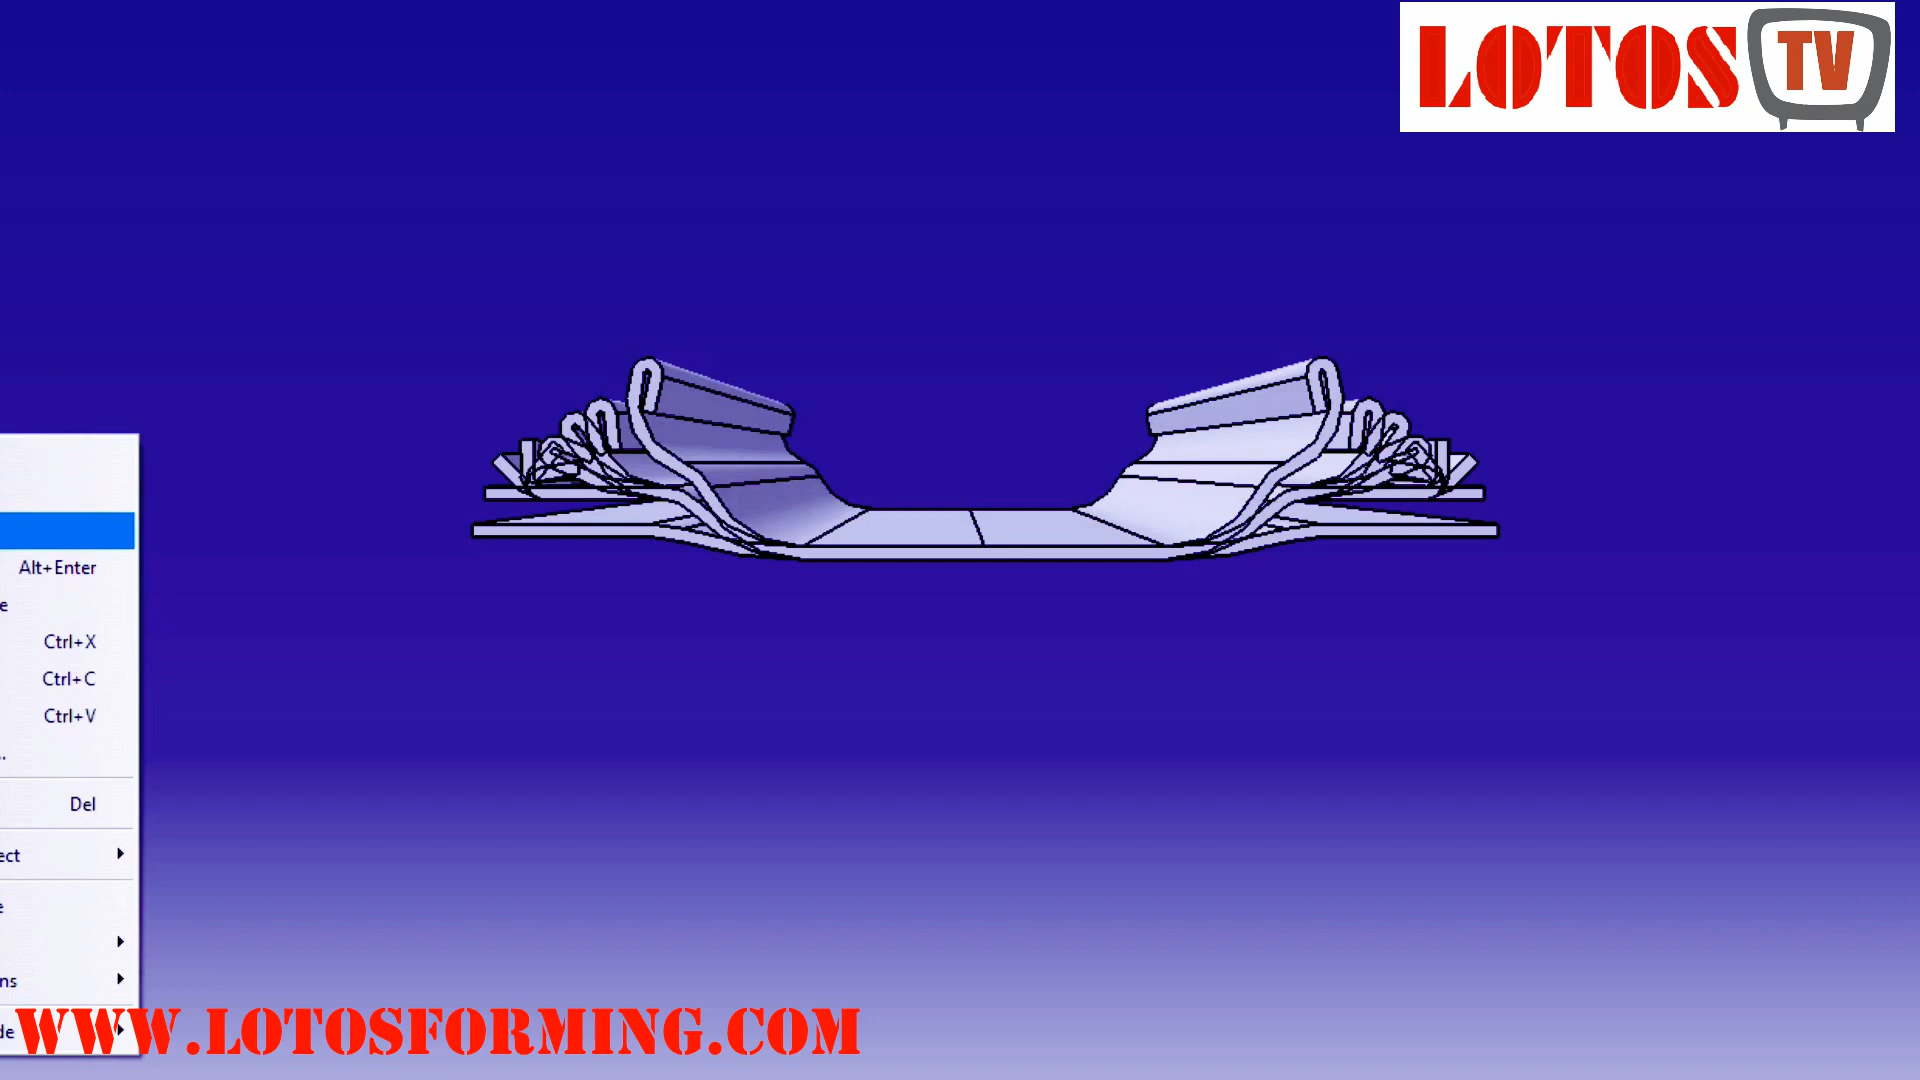 LOTOS TV
Alt+Enter
e
Ctrl+X
Ctrl+C
Ctrl+V
..
Del
ect
e
ns
de
WWW.LOTOSFORMING.COM